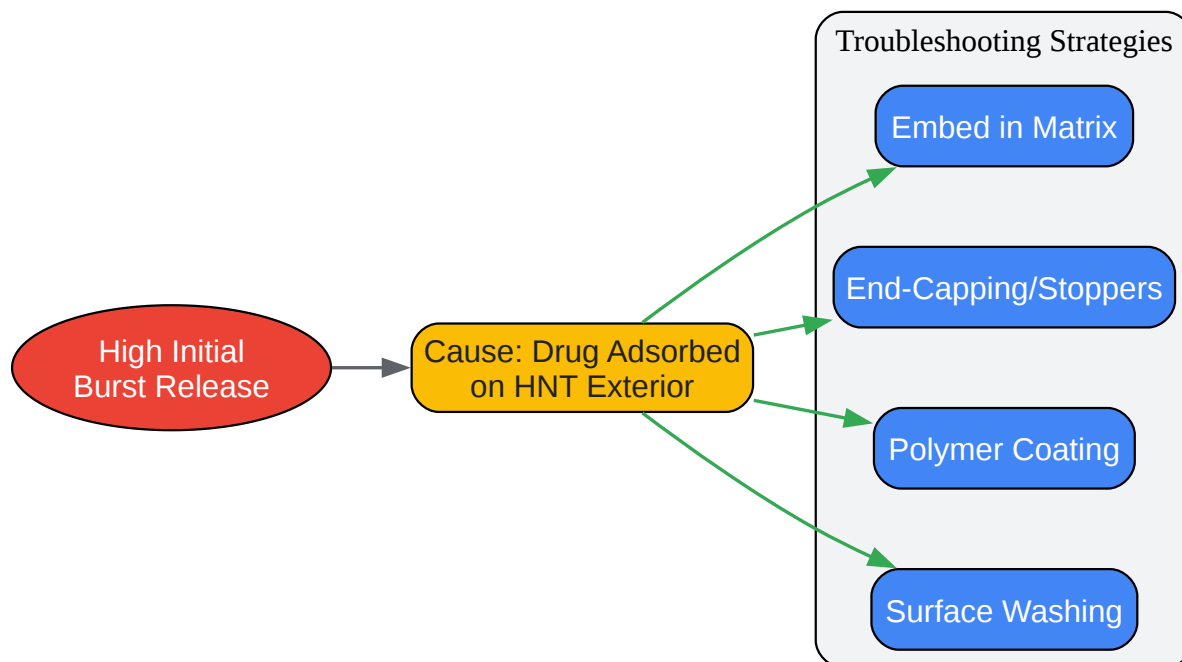 Troubleshooting Strategies
Embed in Matrix
End-Capping/Stoppers
High Initial
Burst Release
Cause: Drug Adsorbed
on HNT Exterior
Polymer Coating
Surface Washing